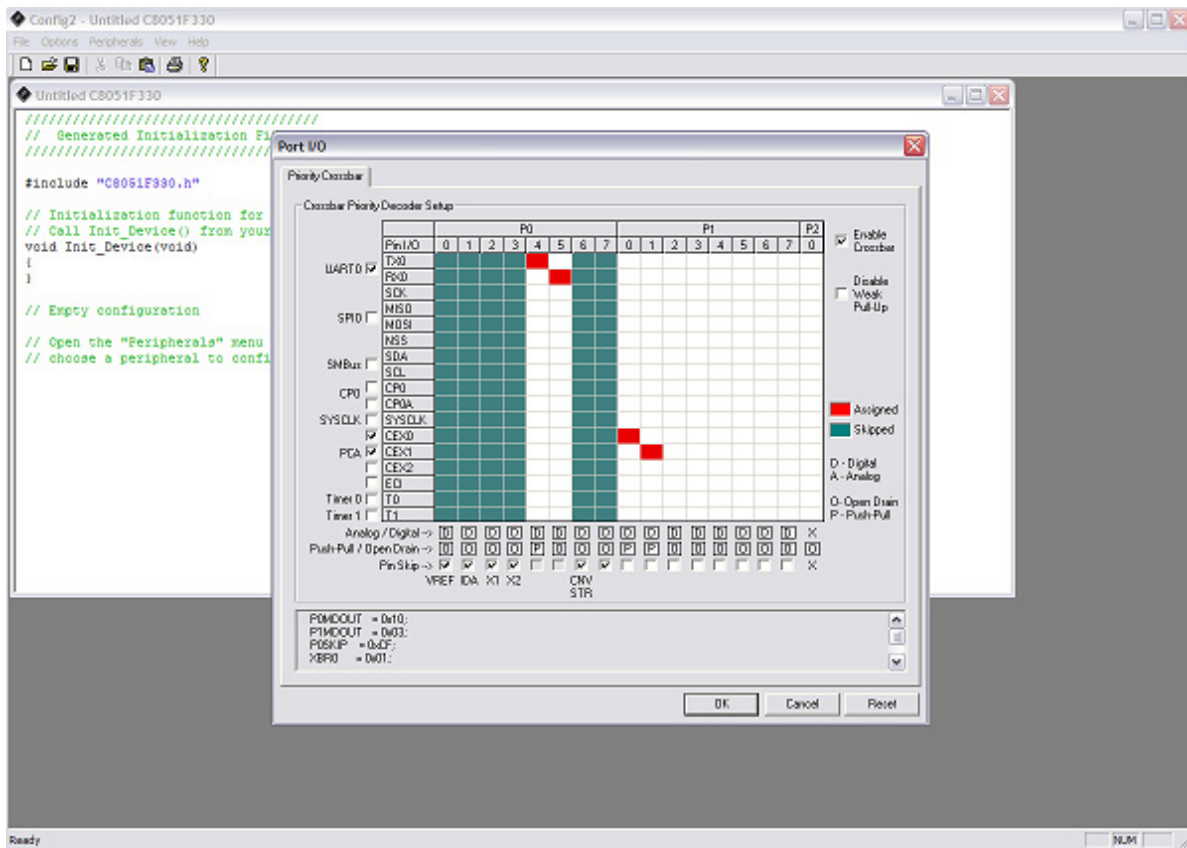 Config2 - Untitled C8051F330
File Options Peripherals View Help
Untitled C8051F330
////////////////////////////////////
// Generated Initialization Fi
//////////////////////////////
#include "C8051F330.h"
// Initialization function for
// Call Init_Device() from your
void Init_Device(void)
{
}
// Empty configuration
// Open the "Peripherals" menu
// choose a peripheral to confi
Port I/O
Priority Crossbar
Crossbar Priority Decoder Setup
P0 P1 P2
Pin I/O 0 1 2 3 4 5 6 7 0 1 2 3 4 5 6 7 0
UART0 TX0
RX0
SPI0 SCK
MISO
MOSI
NSS
SMBus SDA
SCL
CP0 CP0
CP0A
SYSCLK SYSCLK
PCA CEX0
CEX1
CEX2
ECI
Timer 0 T0
Timer 1 T1
Analog / Digital -> D D D D D D D D D D D D D D D D X
Push-Pull / Open Drain -> O O O O P O O O P P O O O O O O O
Pin Skip -> X
VREF IDA X1 X2 CNV
STR
Enable
Crossbar
Disable
Weak
Pull-Up
Assigned
Skipped
D - Digital
A - Analog
O - Open Drain
P - Push-Pull
P0MDOUT = 0x10;
P1MDOUT = 0x03;
P0SKIP = 0xCF;
XBR0 = 0x01;
OK Cancel Reset
Ready NUM